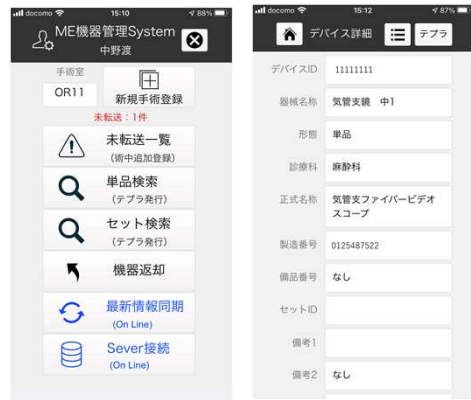 docomo 15:10 88%
ME機器
管理System
中野渡
手術室
OR11
新規手術登録
未転送：1件
未転送一覧
(術中追加登録)
単品検索
(テプラ発行)
セット検索
(テプラ発行)
機器返却
最新情報同期
(On Line)
Sever接続
(On Line)
docomo 15:12 87%
デバイス詳細 テプラ
デバイスID 11111111
器械名称 気管支鏡 中1
形態 単品
診療科 麻酔科
正式名称 気管支ファイバービデオ
スコープ
製造番号 0125487522
備品番号 なし
セットID
備考1
備考2 なし